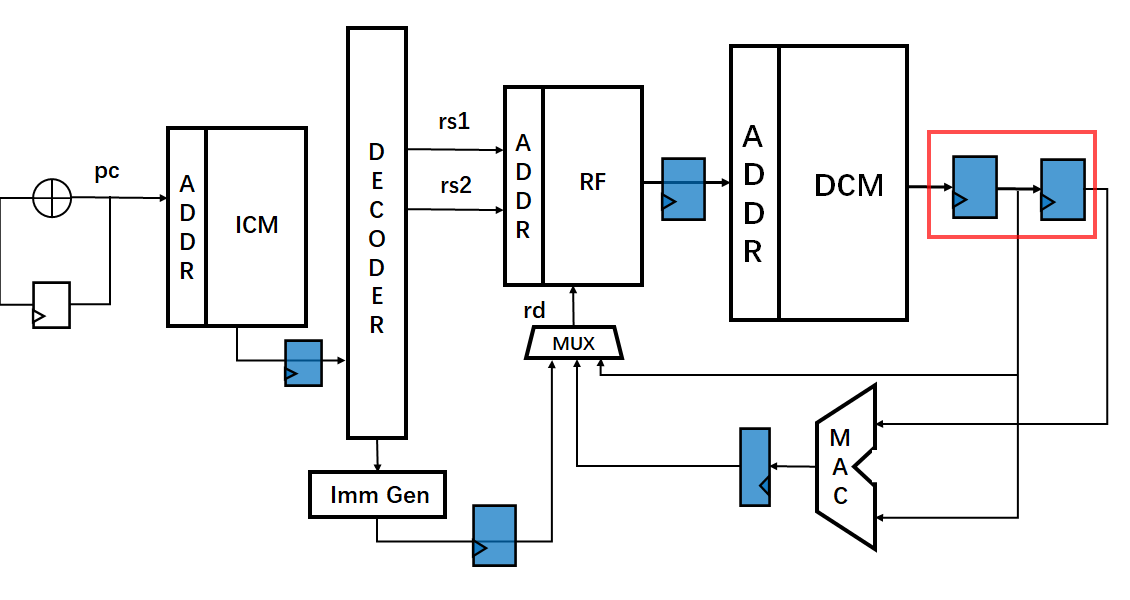 pc
ADDR
ICM
DECODER
rs1
rs2
ADDR
RF
rd
MUX
ADDR
DCM
MAC
Imm Gen